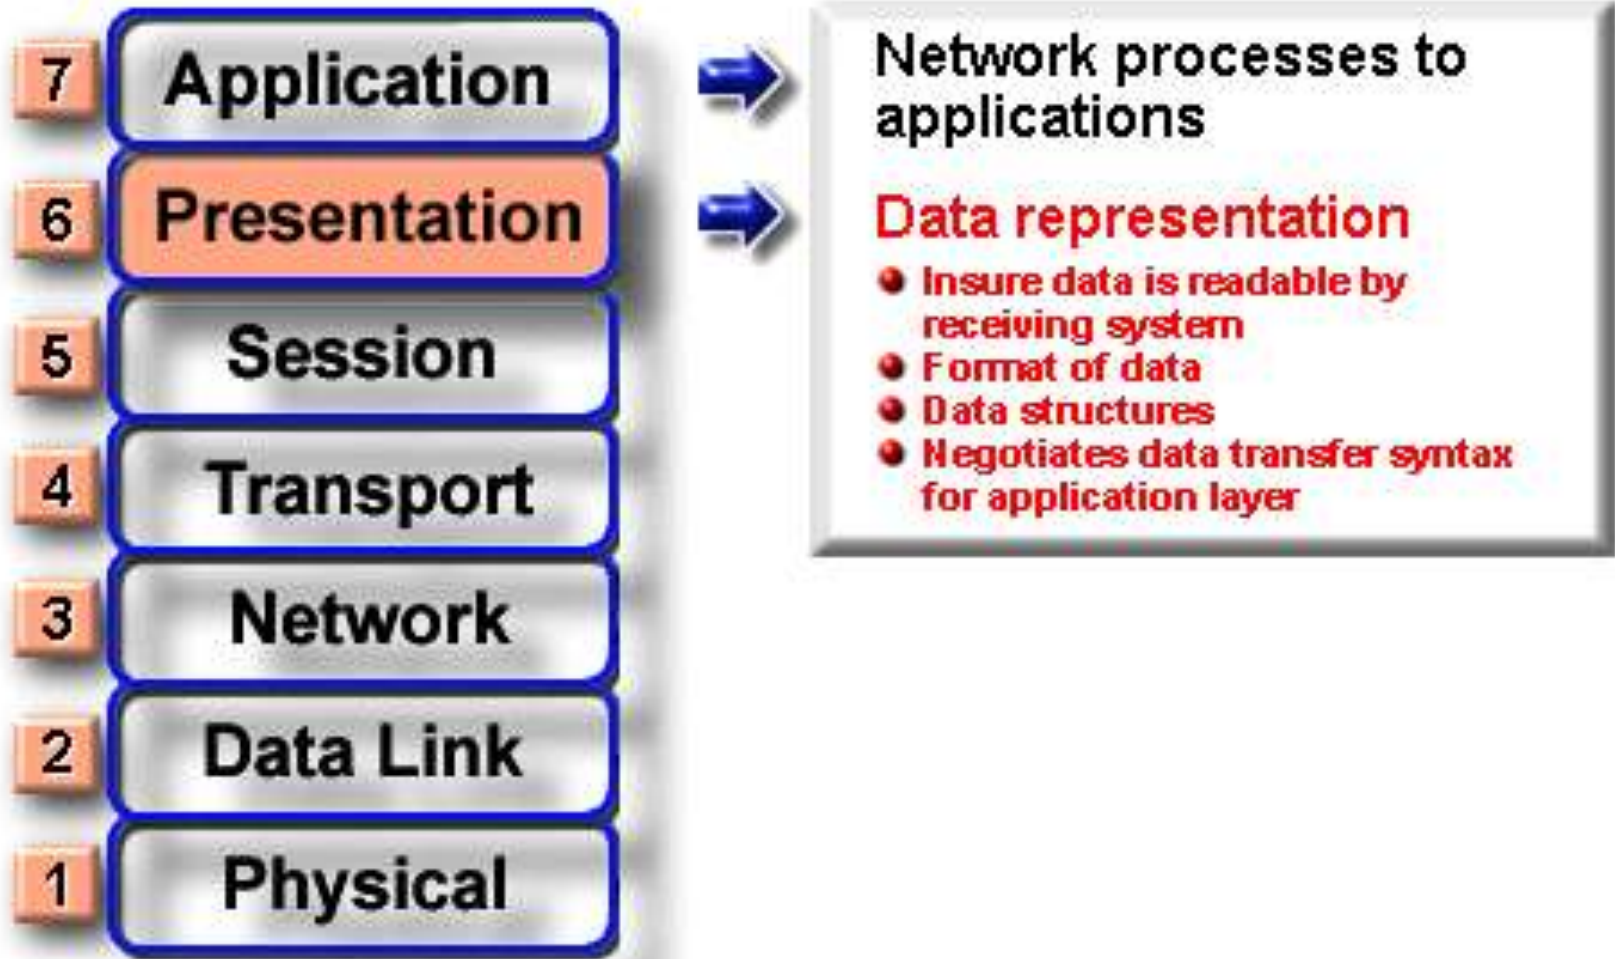 7 Application
6 Presentation
5 Session
4 Transport
3 Network
2 Data Link
1 Physical
Network processes to
applications
Data representation
Insure data is readable by
receiving system
Format of data
Data structures
Negotiates data transfer syntax
for application layer